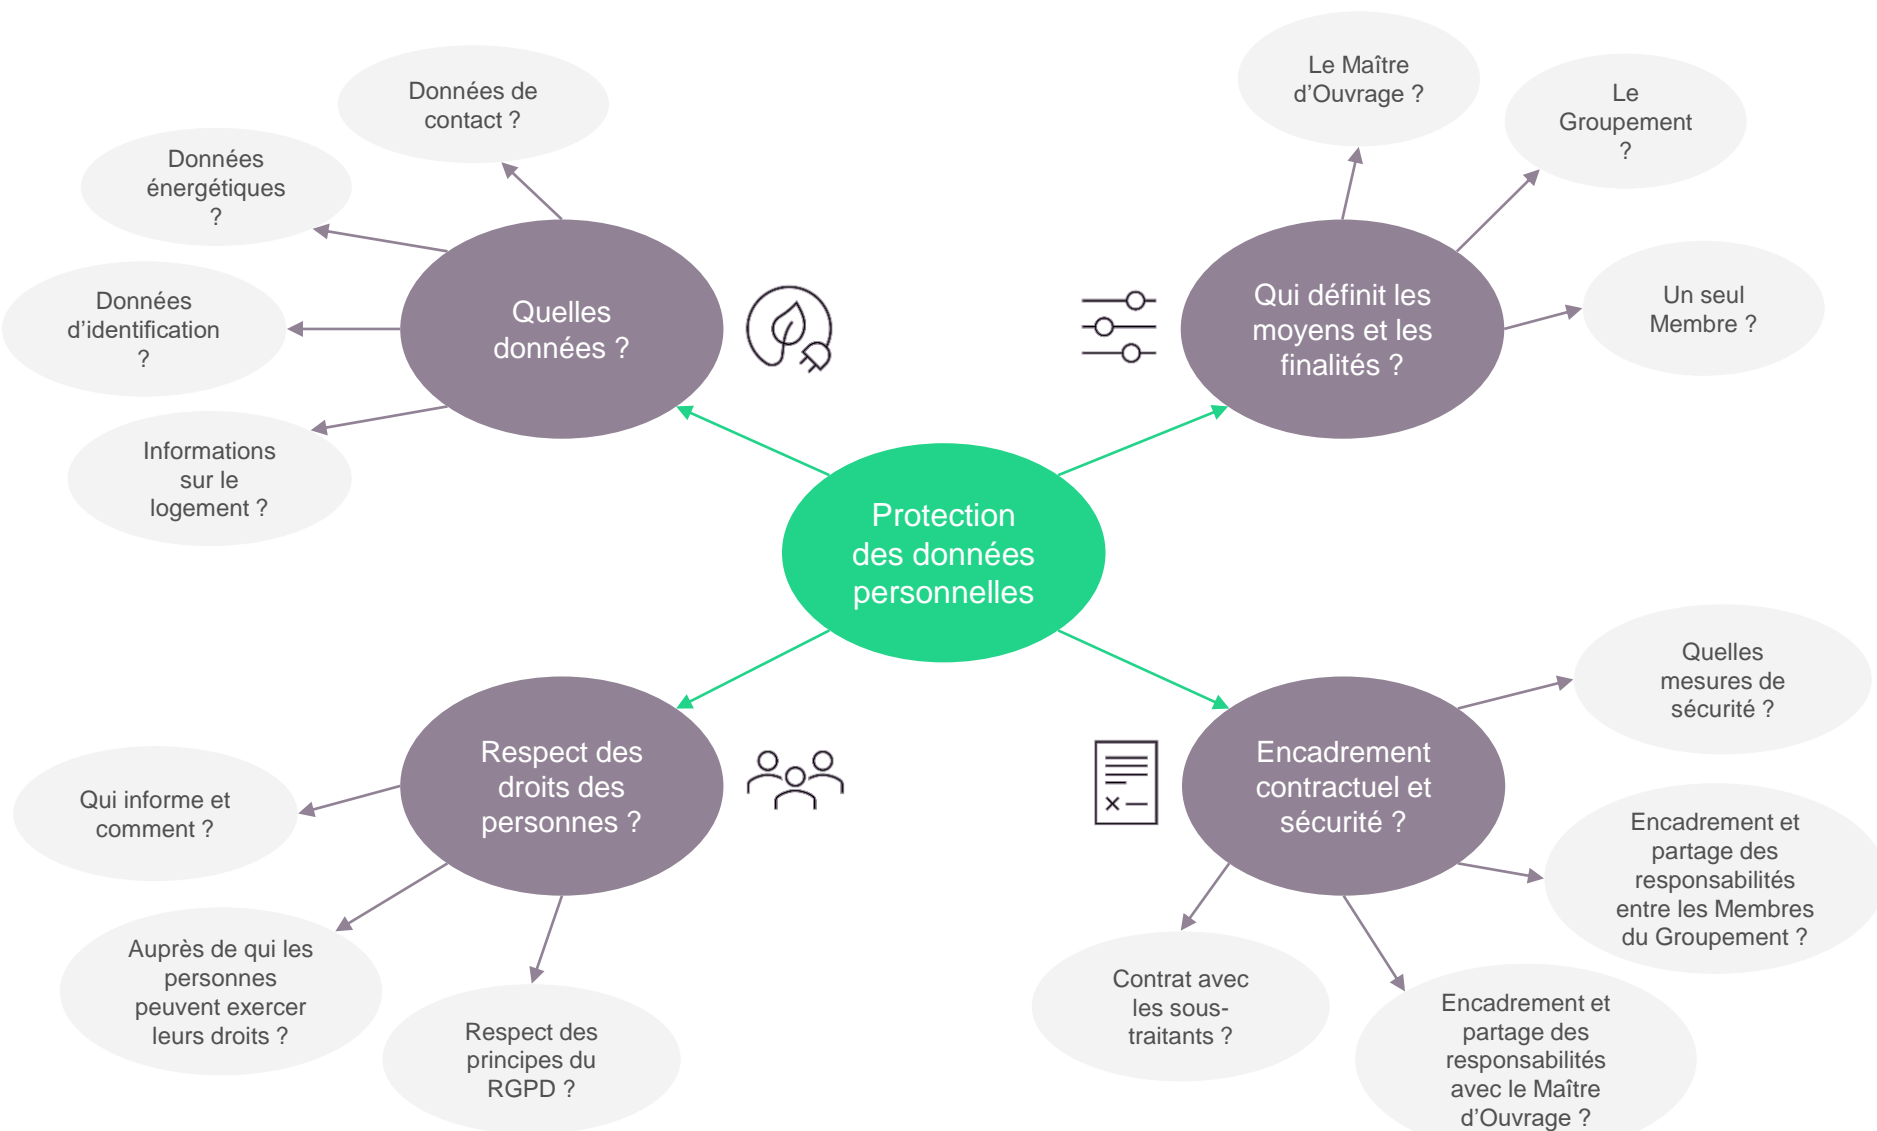 Données de
contact ?
Données
énergétiques
?
Données
d’identification
?
Informations
sur le
logement ?
Quelles
données ?
Le Maître
d’Ouvrage ?
Le
Groupement
?
Un seul
Membre ?
Qui définit les
moyens et les
finalités ?
Protection
des données
personnelles
Respect des
droits des
personnes ?
Qui informe et
comment ?
Auprès de qui les
personnes
peuvent exercer
leurs droits ?
Respect des
principes du
RGPD ?
Encadrement
contractuel et
sécurité ?
Quelles
mesures de
sécurité ?
Encadrement et
partage des
responsabilités
entre les Membres
du Groupement ?
Contrat avec
les sous-
traitants ?
Encadrement et
partage des
responsabilités
avec le Maître
d’Ouvrage ?